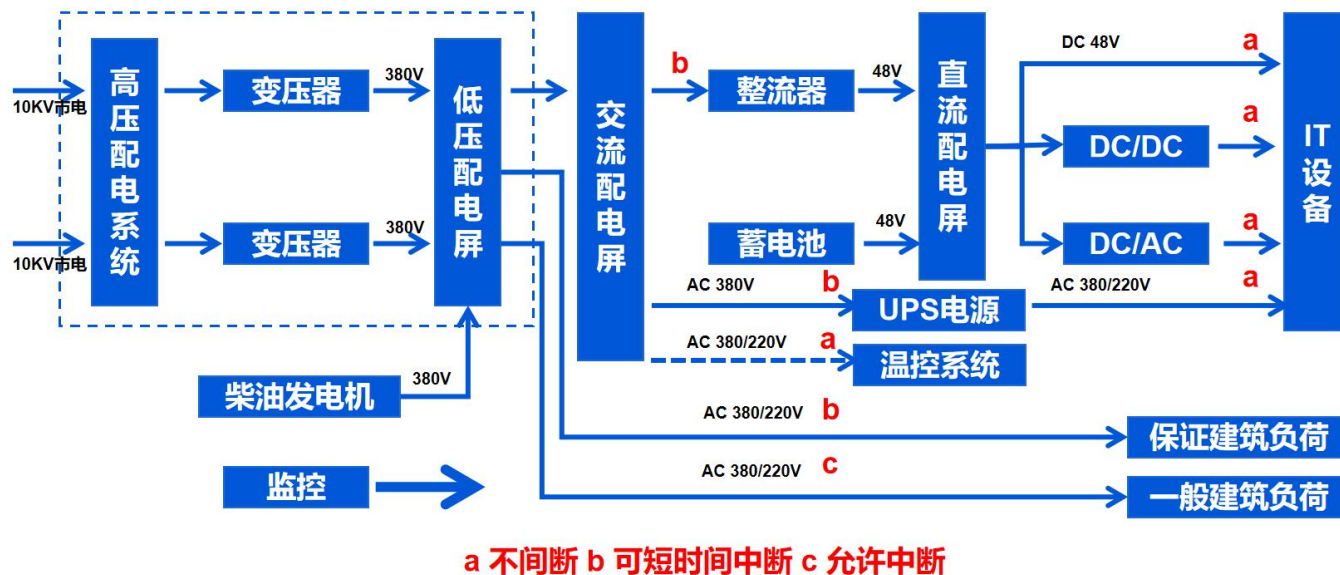 10KV市电
10KV市电
高压配电系统
变压器
380V
变压器
380V
低压配电屏
柴油发电机
380V
监控
交流配电屏
b
整流器
48V
蓄电池
48V
直流配电屏
DC 48V
a
DC/DC
a
DC/AC
a
IT设备
AC 380V
b
UPS电源
AC 380/220V
a
AC 380/220V
a
温控系统
AC 380/220V
b
保证建筑负荷
AC 380/220V
c
一般建筑负荷
a 不间断 b 可短时间中断 c 允许中断